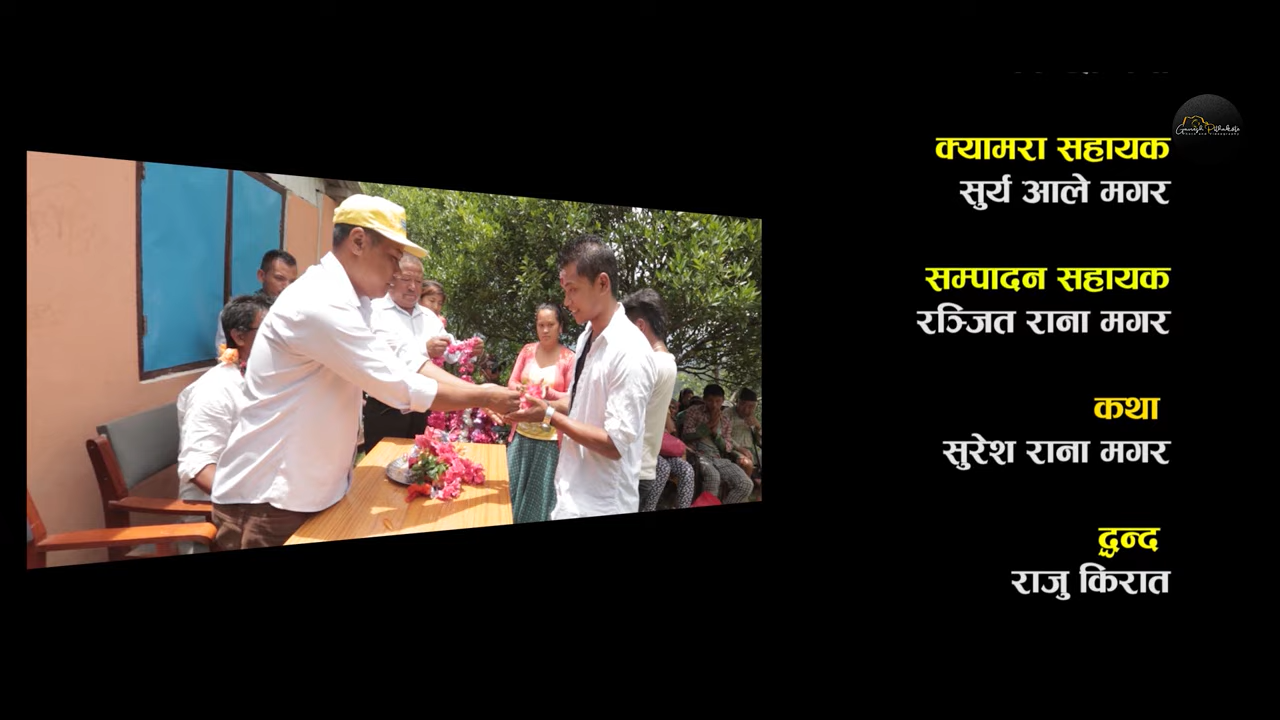 क्यामरा सहायक
सुर्य आले मगर
सम्पादन सहायक
रञ्जित राना मगर
कथा
सुरेश राना मगर
द्वन्द
राजु किरात